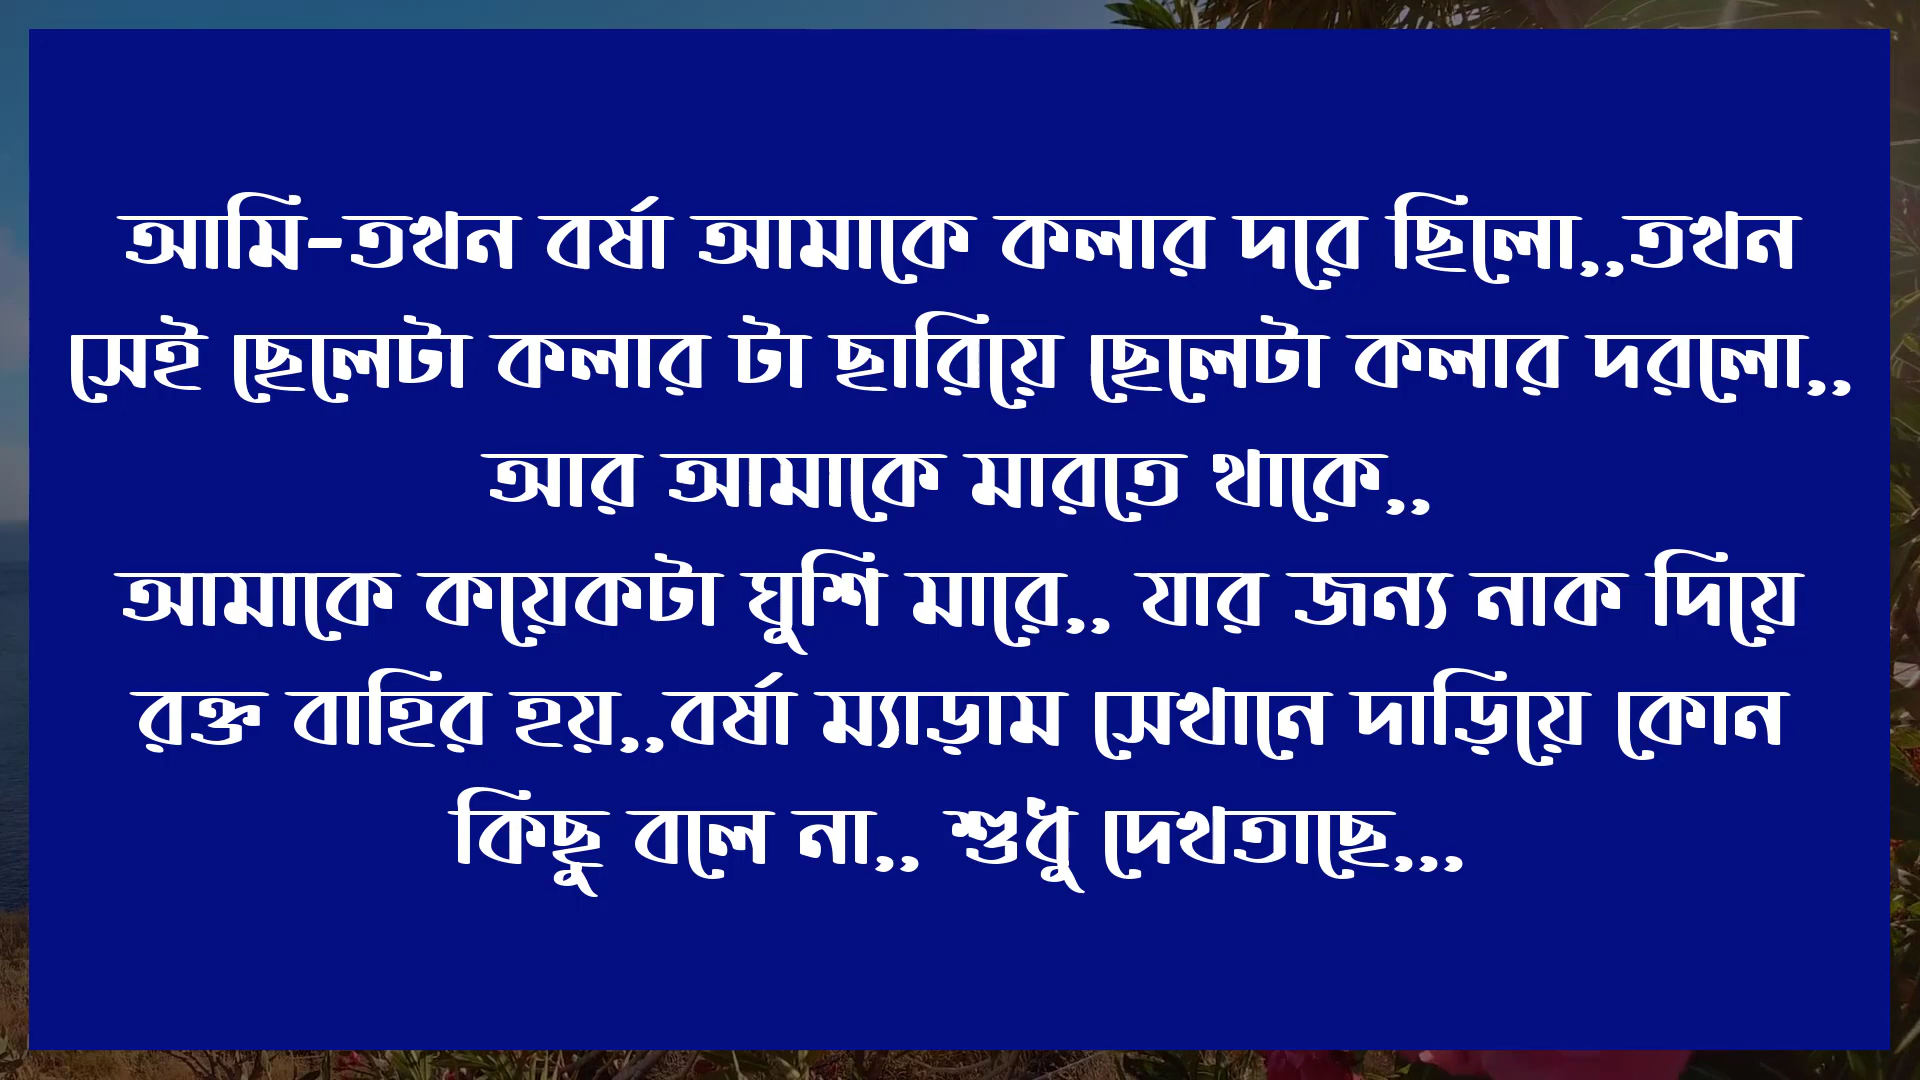 আমি-তখন বর্ষা আমাকে কলার দরে ছিলো,,তখন
সেই ছেলেটা কলার টা ছারিয়ে ছেলেটা কলার দরলো,,
আর আমাকে মারতে থাকে,,
আমাকে কয়েকটা ঘুশি মারে,, যার জন্য নাক দিয়ে
রক্ত বাহির হয়,,বর্ষা ম্যাড়াম সেখানে দাড়িয়ে কোন
কিছু বলে না,, শুধু দেখতাছে,,,